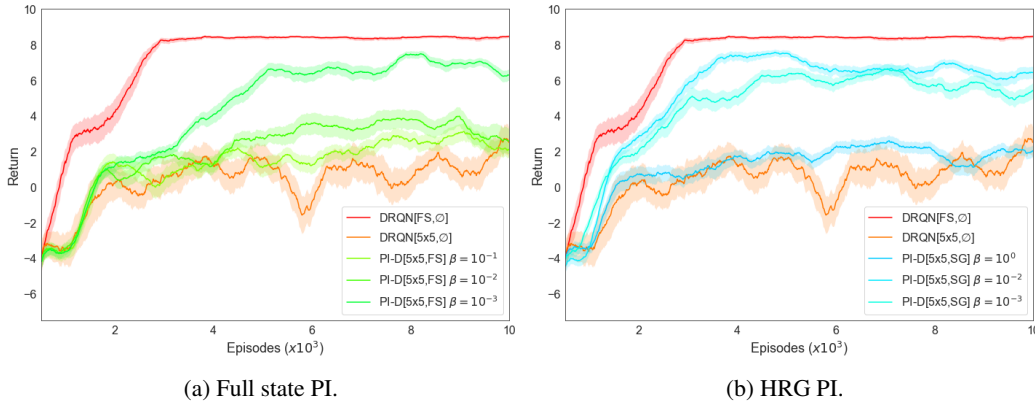 10
8
6
4
2
0
−2
−4
−6
Return
2
4
6
8
10
Episodes (x10³)
DRQN[FS,∅]
DRQN[5x5,∅]
PI-D[5x5,FS] β = 10⁻¹
PI-D[5x5,FS] β = 10⁻²
PI-D[5x5,FS] β = 10⁻³
(a) Full state PI.
10
8
6
4
2
0
−2
−4
−6
Return
2
4
6
8
10
Episodes (x10³)
DRQN[FS,∅]
DRQN[5x5,∅]
PI-D[5x5,SG] β = 10⁰
PI-D[5x5,SG] β = 10⁻²
PI-D[5x5,SG] β = 10⁻³
(b) HRG PI.